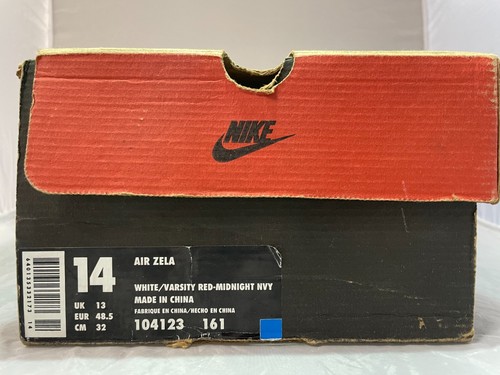 NIKE
14
AIR ZELA
WHITE/VARSITY RED-MIDNIGHT NVY
MADE IN CHINA
FABRIQUE EN CHINA/HECHO EN CHINA
104123 161
UK 13
EUR 48.5
CM 32
14